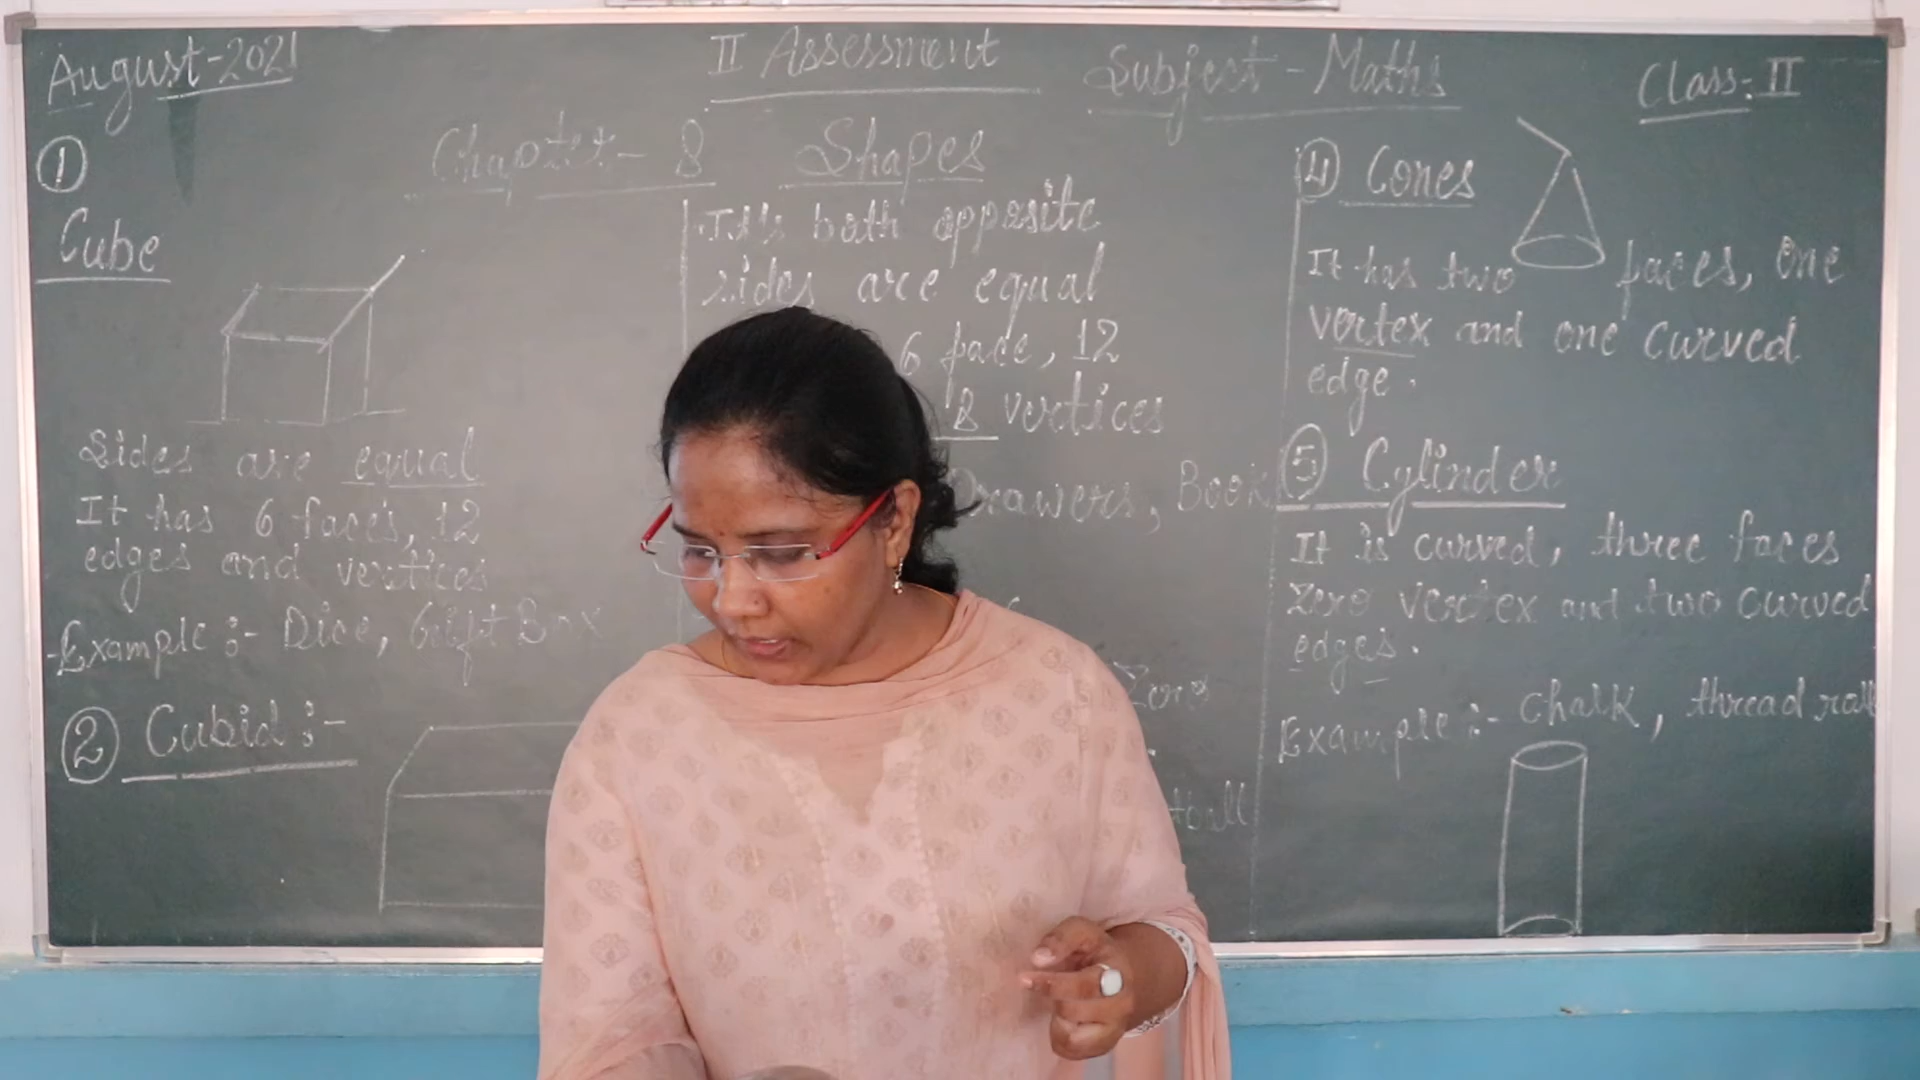 August-2021
II Assessment
Subject - Maths
Class: II
Chapter - 8 Shapes
1
Cube
Sides are equal
It has 6 faces, 12
edges and vertices
Example :- Dice, Gift Box
2 Cubid :-
It's both opposite
sides are equal
6 face, 12
8 vertices
Drawers, Book
Zero
4 Cones
It has two faces, One
vertex and one curved
edge.
5 Cylinder
It is curved, three faces
Zero vertex and two curved
edges.
Example :- Chalk, thread